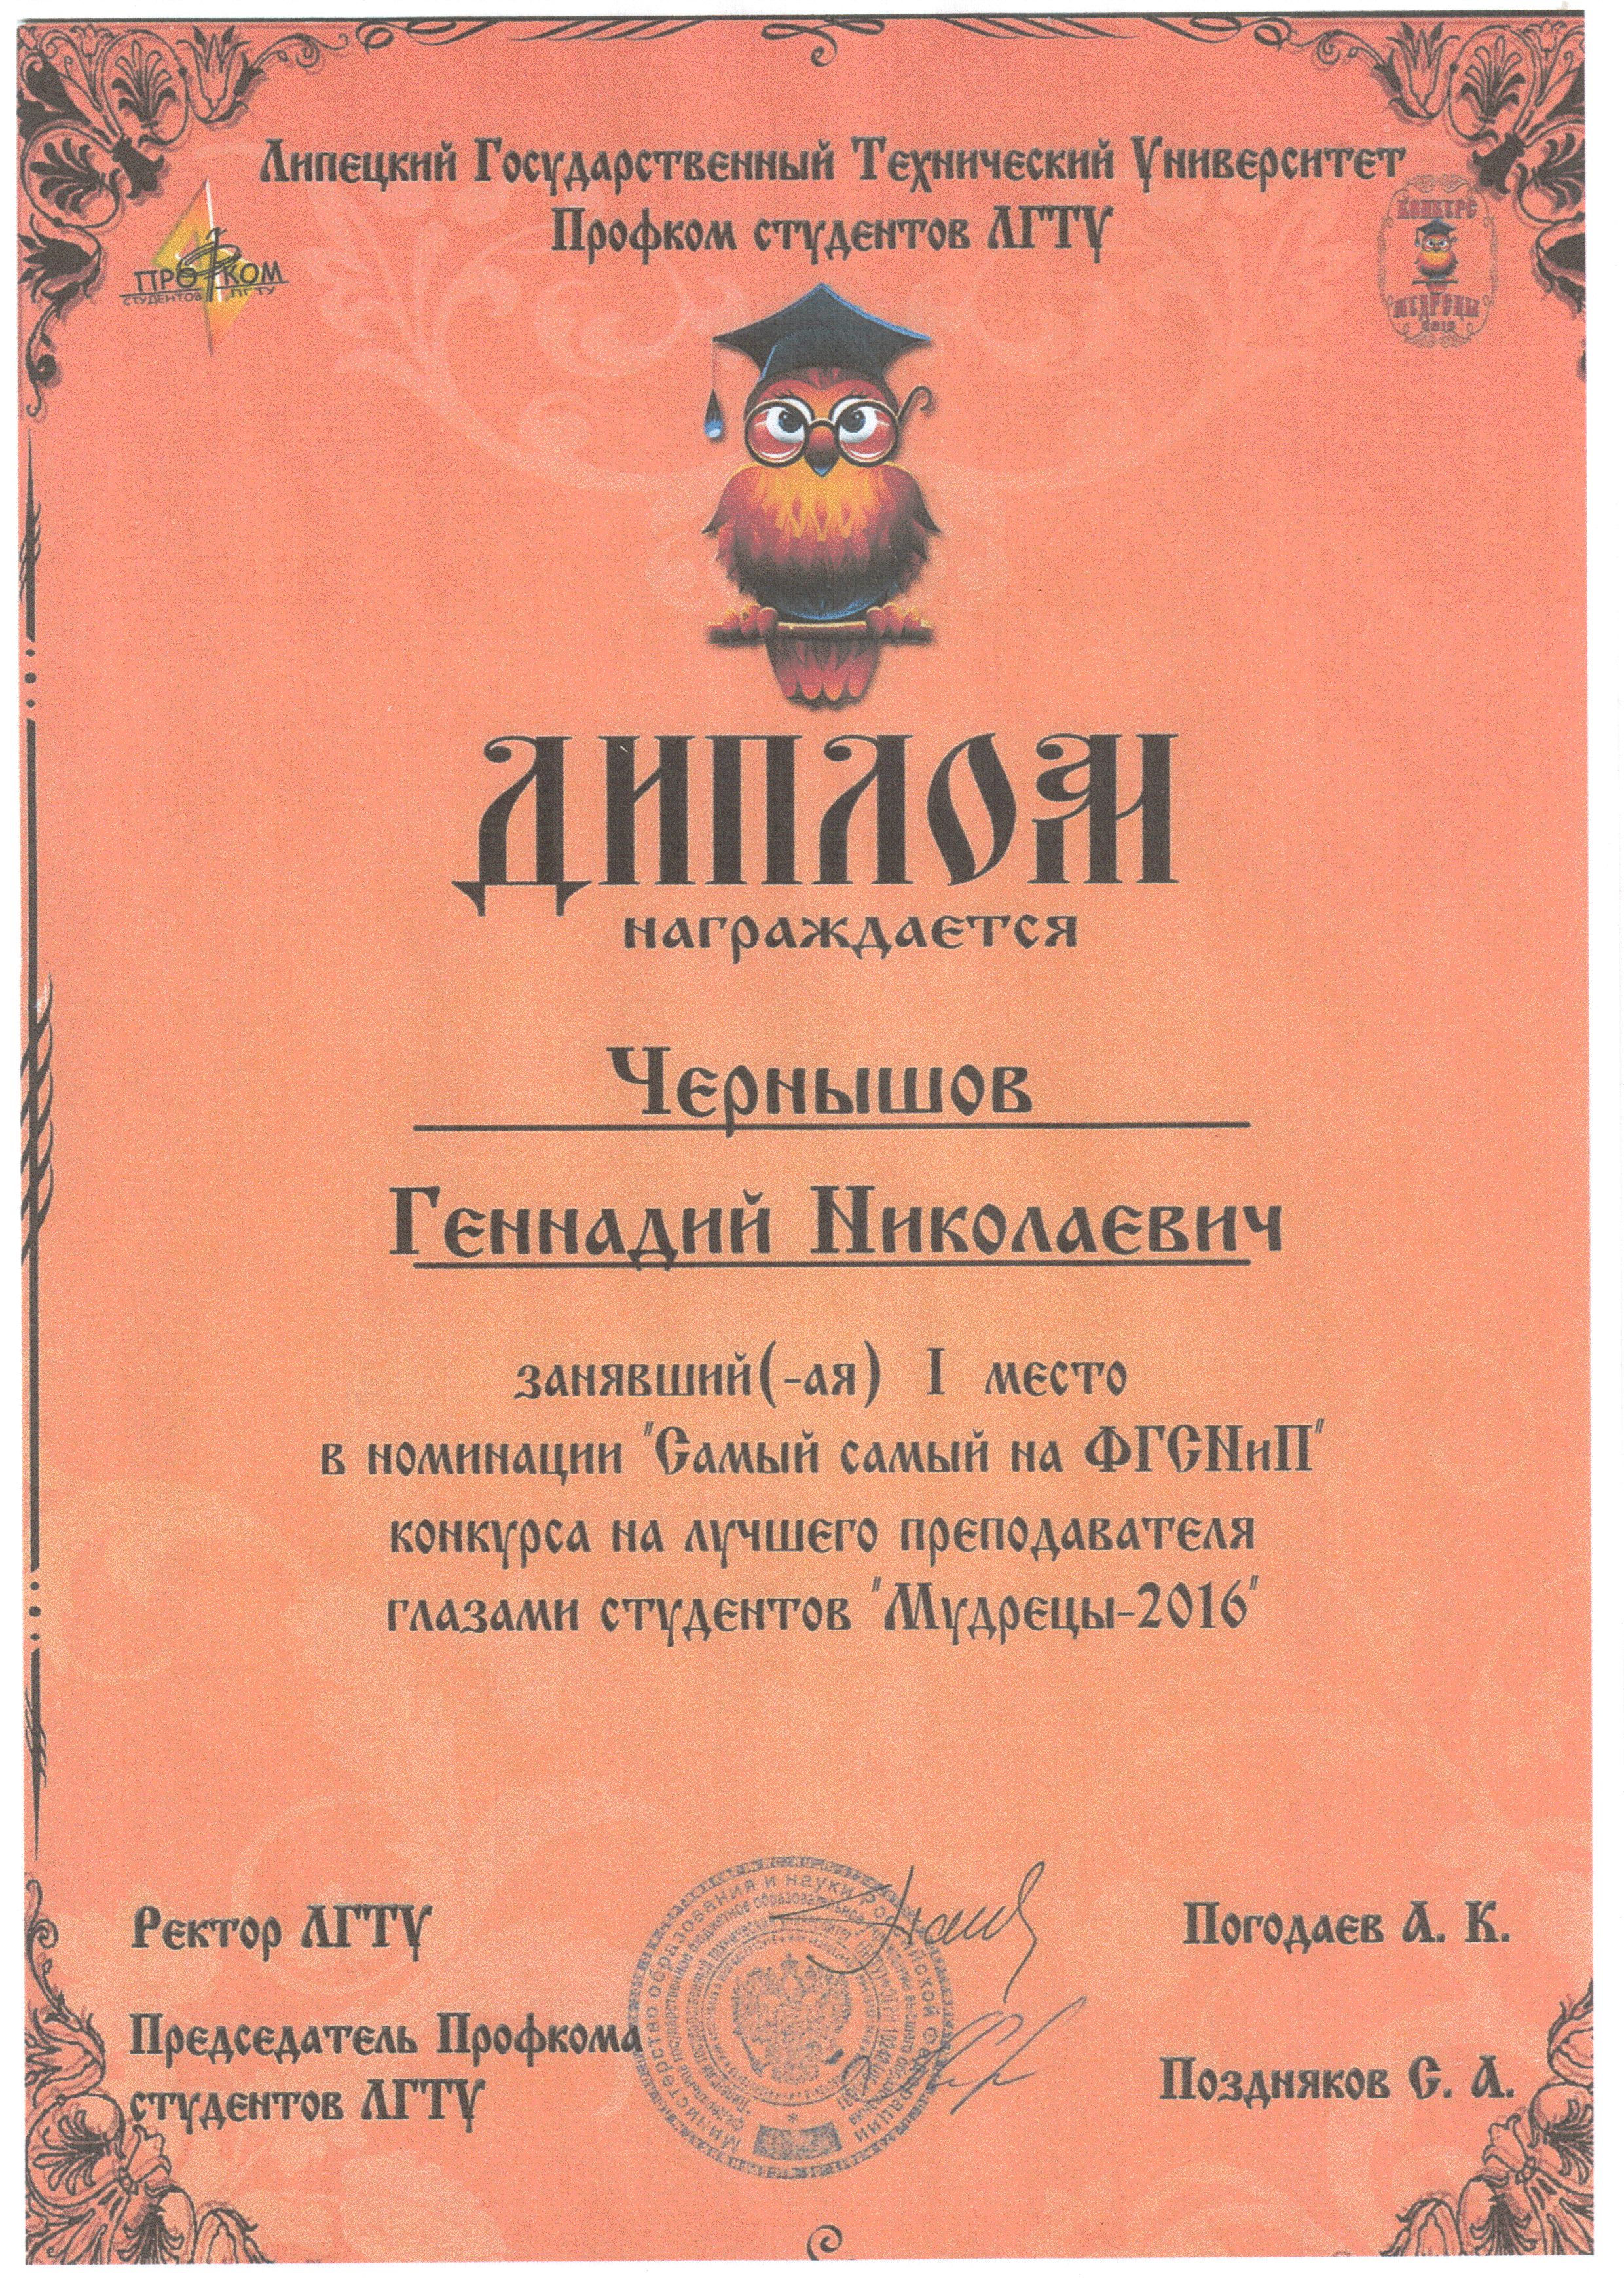 Липецкий Государственный Технический Университет
Профком студентов ЛГТУ
ПРОФКОМ
СТУДЕНТОВ ЛГТУ
КОНКУРС
МУДРЕЦЫ
ДИПЛОМ
награждается
Чернышов
Геннадий Николаевич
занявший(-ая) I место
в номинации "Самый самый на ФГСНиП"
конкурса на лучшего преподавателя
глазами студентов "Мудрецы-2016"
Ректор ЛГТУ
Погодаев А. К.
Председатель Профкома
студентов ЛГТУ
Поздняков С. А.
Министерство образования и науки Российской Федерации